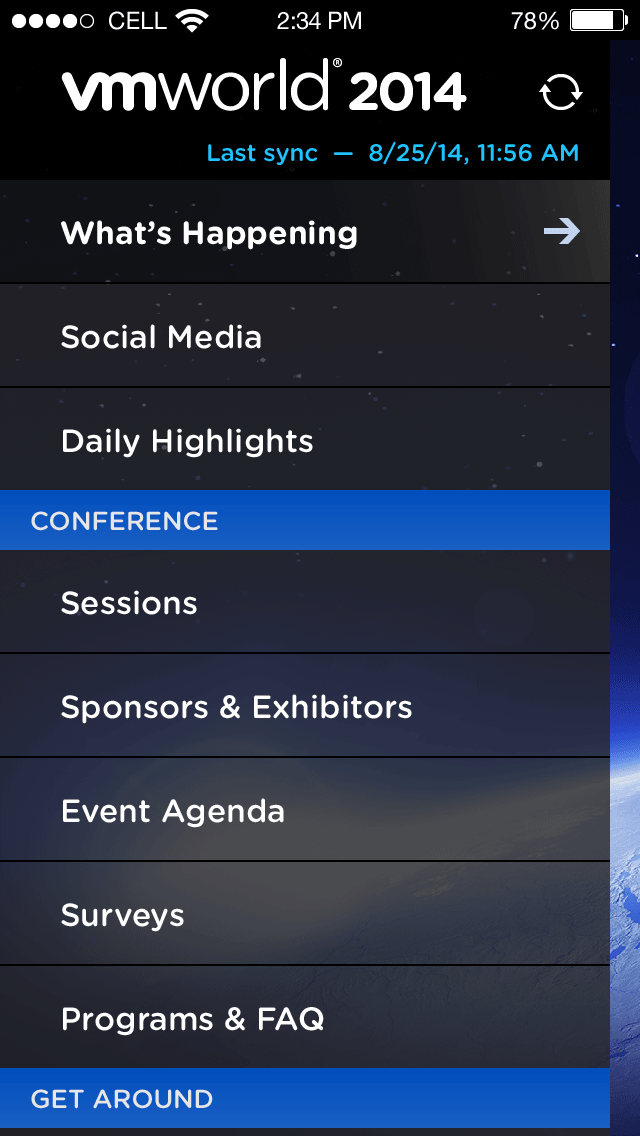 CELL 2:34 PM 78%
vmworld® 2014
Last sync — 8/25/14, 11:56 AM
What’s Happening
Social Media
Daily Highlights
CONFERENCE
Sessions
Sponsors & Exhibitors
Event Agenda
Surveys
Programs & FAQ
GET AROUND